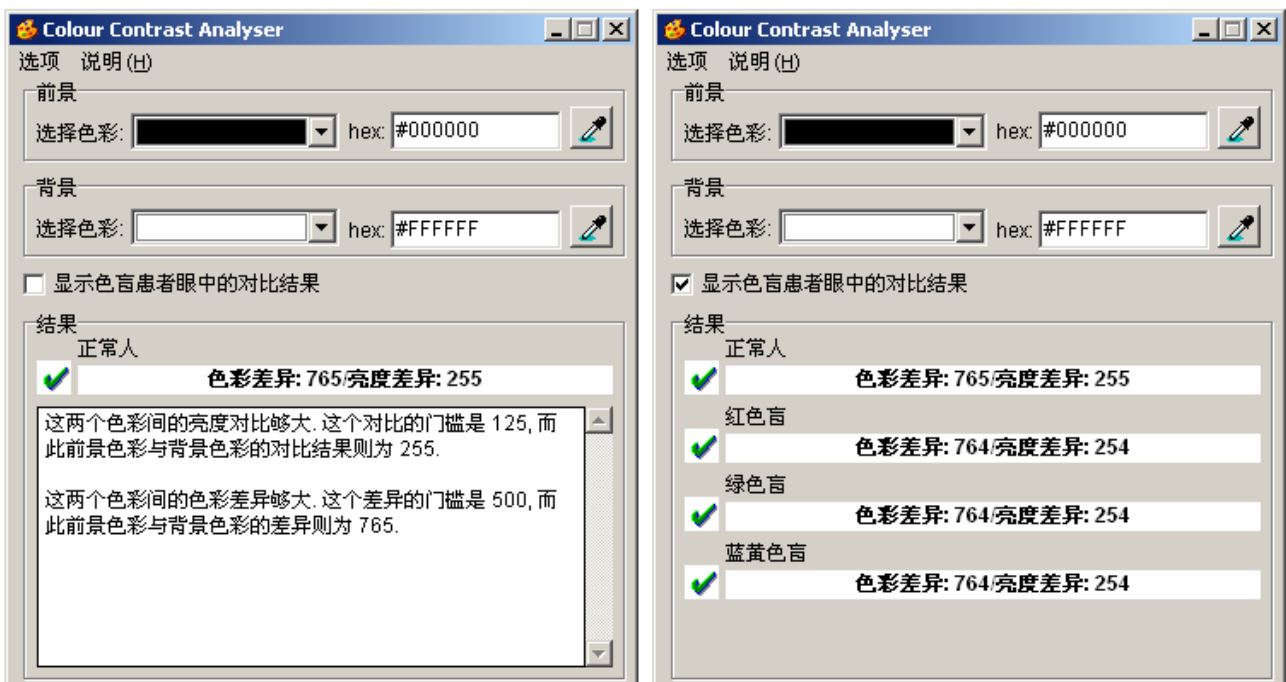 Colour Contrast Analyser
选项 说明(H)
前景
选择色彩: hex: #000000
背景
选择色彩: hex: #FFFFFF
显示色盲患者眼中的对比结果
结果
正常人
色彩差异: 765/亮度差异: 255
这两个色彩间的亮度对比够大. 这个对比的门槛是 125, 而
此前景色彩与背景色彩的对比结果则为 255.
这两个色彩间的色彩差异够大. 这个差异的门槛是 500, 而
此前景色彩与背景色彩的差异则为 765.
Colour Contrast Analyser
选项 说明(H)
前景
选择色彩: hex: #000000
背景
选择色彩: hex: #FFFFFF
显示色盲患者眼中的对比结果
结果
正常人
色彩差异: 765/亮度差异: 255
红色盲
色彩差异: 764/亮度差异: 254
绿色盲
色彩差异: 764/亮度差异: 254
蓝黄色盲
色彩差异: 764/亮度差异: 254